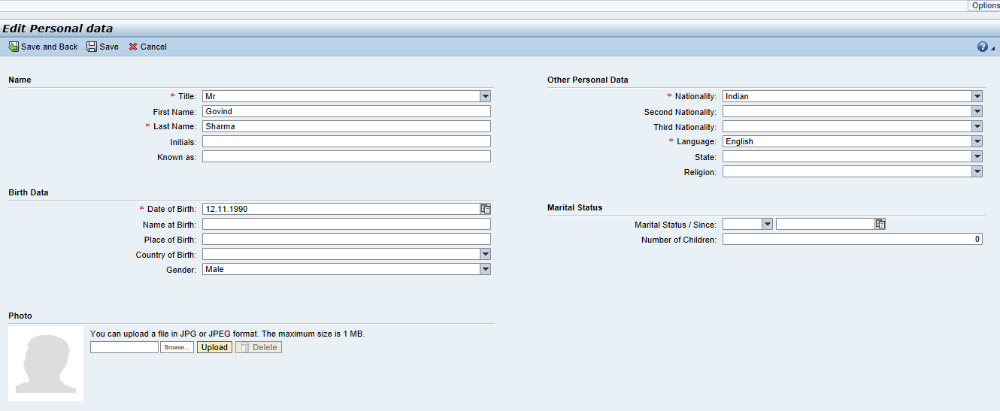 Options
Edit Personal data
Save and Back Save Cancel
Name
* Title: Mr
First Name: Govind
* Last Name: Sharma
Initials:
Known as:
Birth Data
* Date of Birth: 12.11.1990
Name at Birth:
Place of Birth:
Country of Birth:
Gender: Male
Photo
You can upload a file in JPG or JPEG format. The maximum size is 1 MB.
Browse... Upload Delete
Other Personal Data
* Nationality: Indian
Second Nationality:
Third Nationality:
* Language: English
State:
Religion:
Marital Status
Marital Status / Since:
Number of Children: 0